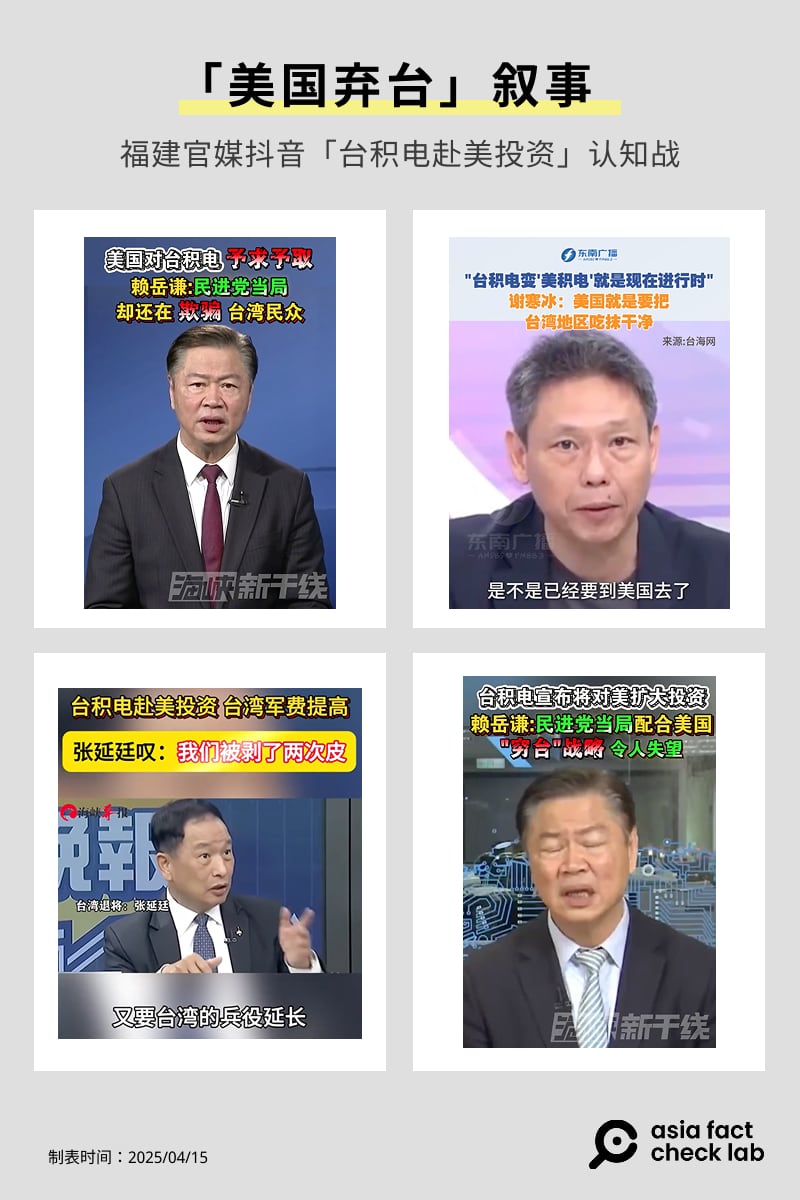 「美国弃台」叙事
福建官媒抖音「台积电赴美投资」认知战
美国对台积电 予求予取
赖岳谦:民进党当局
却还在 欺骗 台湾民众
海峡新干线
东南广播
"台积电变'美积电'就是现在进行时"
谢寒冰：美国就是要把
台湾地区吃抹干净
来源:台海网
东南广播
是不是已经要到美国去了
台积电赴美投资 台湾军费提高
张延廷叹：我们被剥了两次皮
海峡导报
晚報
台湾退将：张延廷
又要台湾的兵役延长
台积电宣布将对美扩大投资
赖岳谦:民进党当局配合美国
"穷台"战略 令人失望
海峡新干线
制表时间：2025/04/15
asia fact
check lab